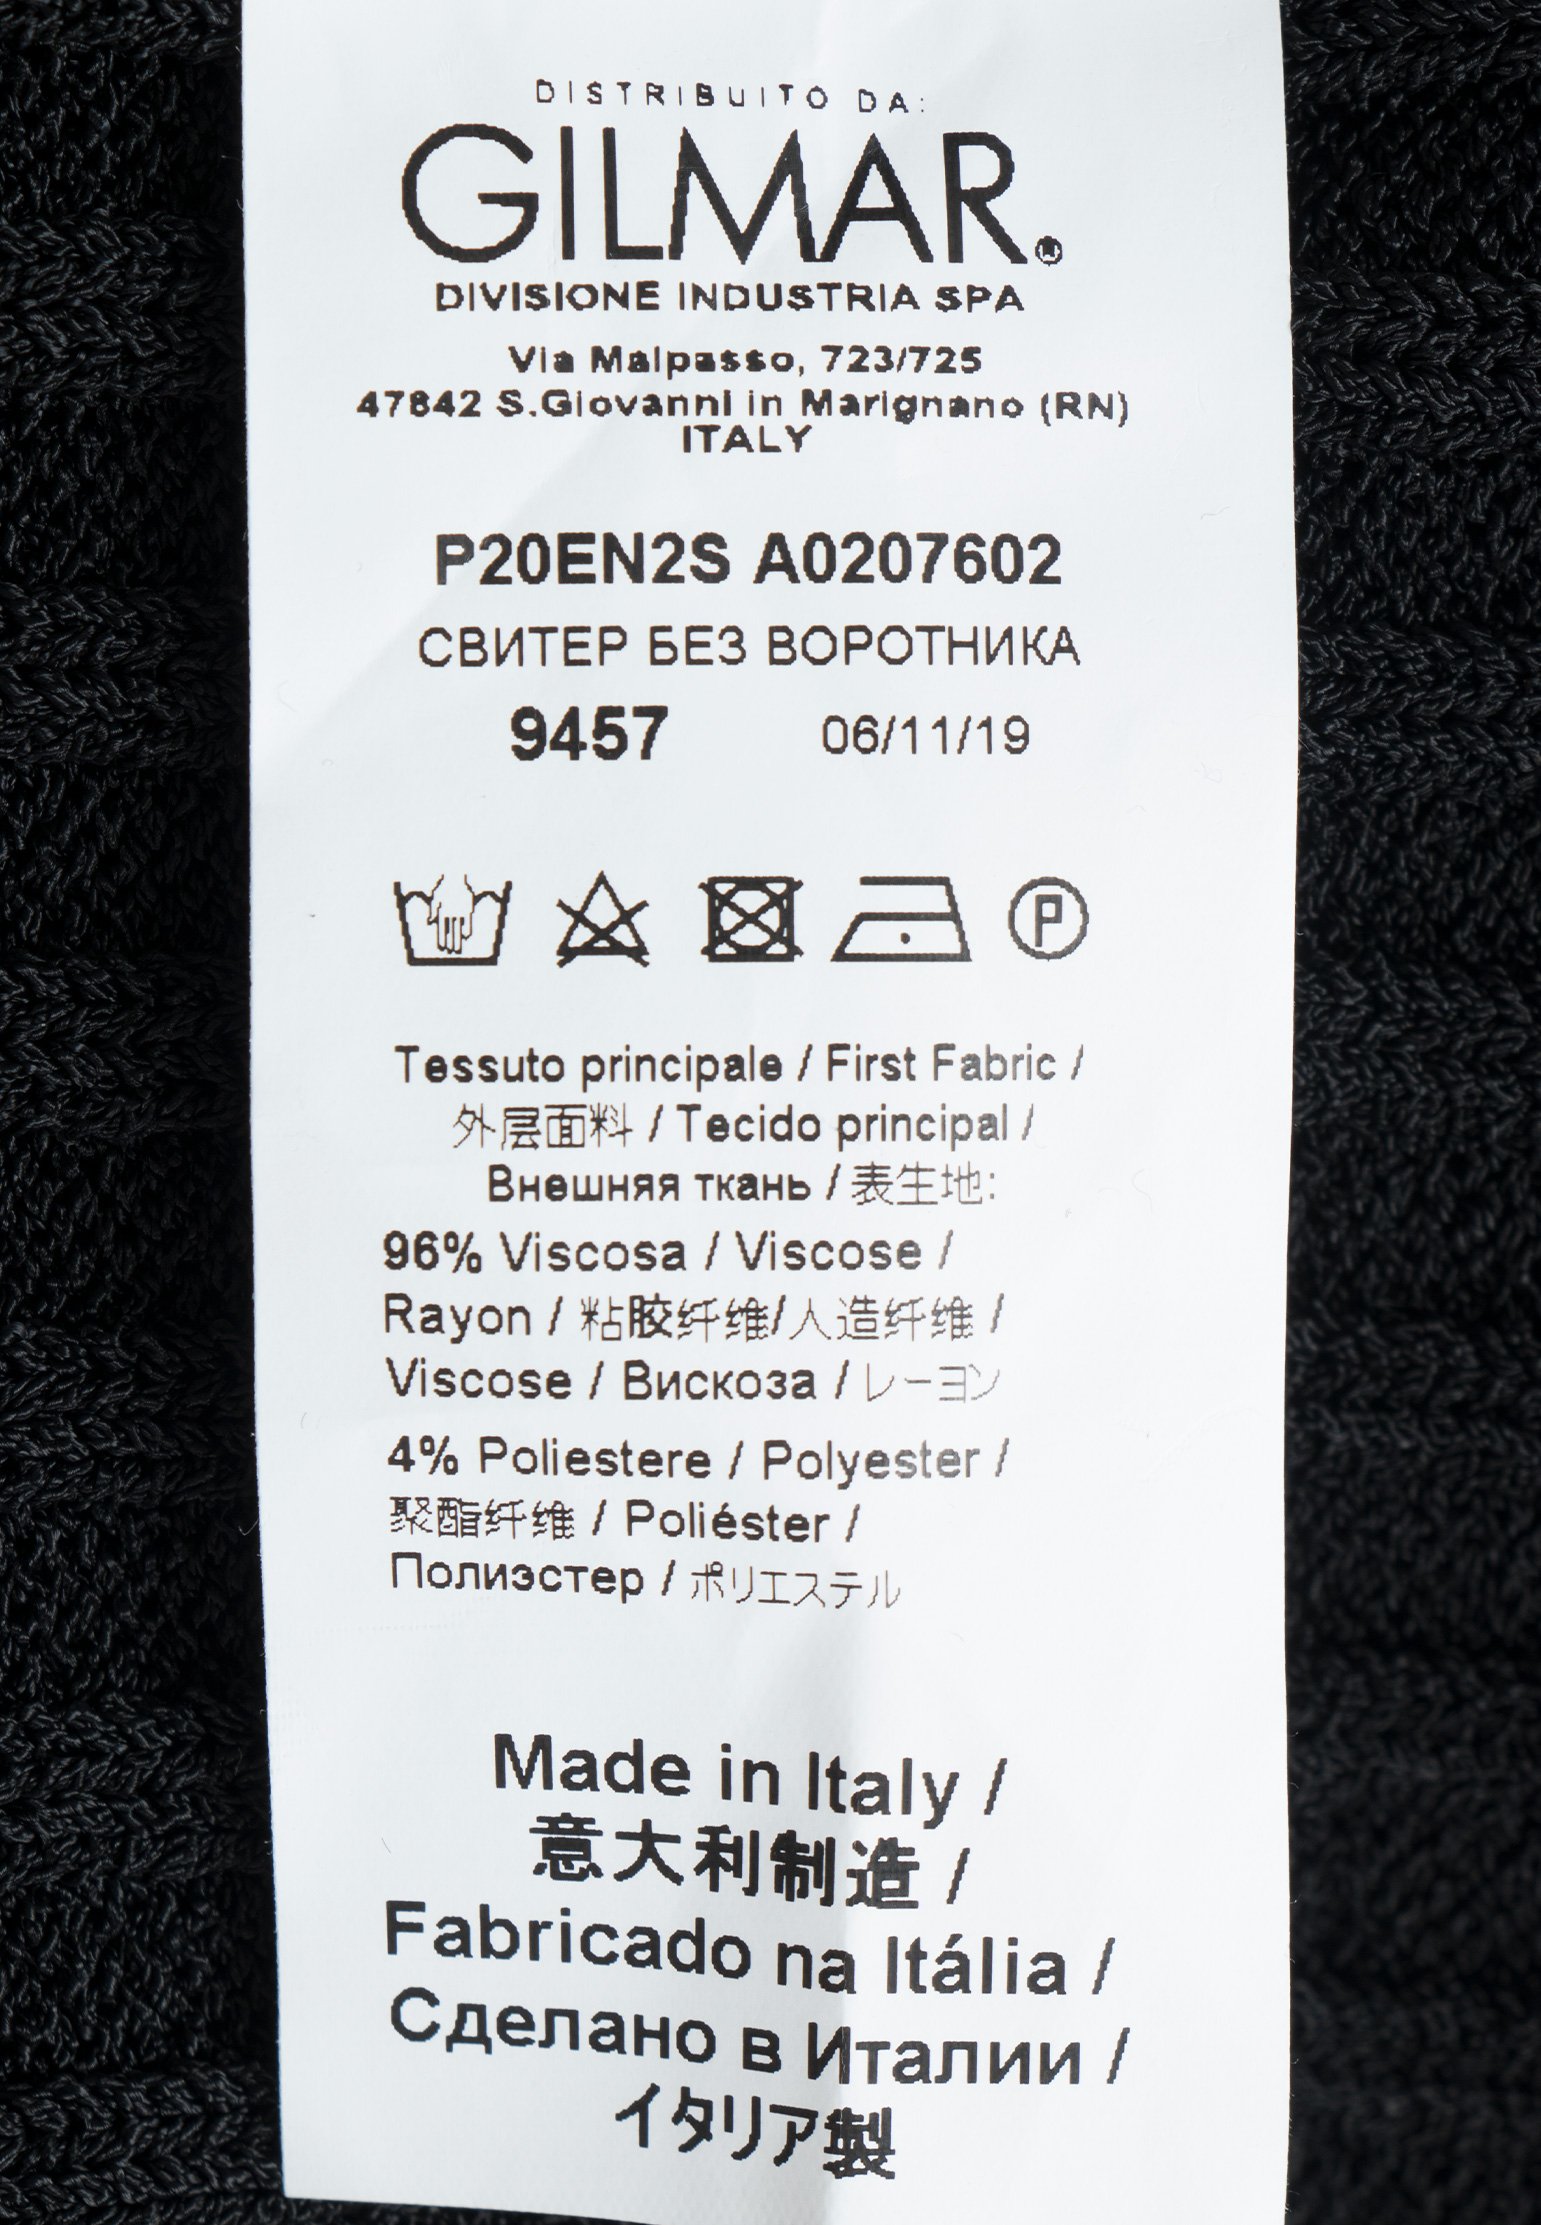 DISTRIBUITO DA:
GILMAR.
DIVISIONE INDUSTRIA SPA
Via Malpasso, 723/725
47842 S.Giovanni in Marignano (RN)
ITALY
P20EN2S A0207602
СВИТЕР БЕЗ ВОРОТНИКА
9457 06/11/19
P
Tessuto principale / First Fabric /
外层面料 / Tecido principal /
Внешняя ткань / 表生地:
96% Viscosa / Viscose /
Rayon / 粘胶纤维/人造纤维 /
Viscose / Вискоза / レーヨン
4% Poliestere / Polyester /
聚酯纤维 / Poliéster /
Полиэстер / ポリエステル
Made in Italy /
意大利制造 /
Fabricado na Itália /
Сделано в Италии /
イタリア製